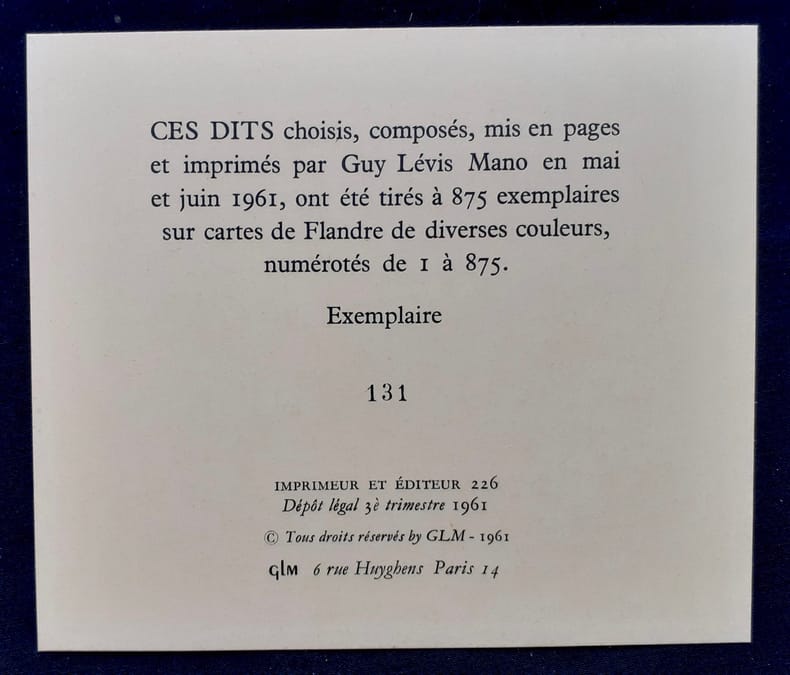 CES DITS choisis, composés, mis en pages
et imprimés par Guy Lévis Mano en mai
et juin 1961, ont été tirés à 875 exemplaires
sur cartes de Flandre de diverses couleurs,
numérotés de 1 à 875.
Exemplaire
131
IMPRIMEUR ET ÉDITEUR 226
Dépôt légal 3è trimestre 1961
© Tous droits réservés by GLM - 1961
GLM 6 rue Huyghens Paris 14